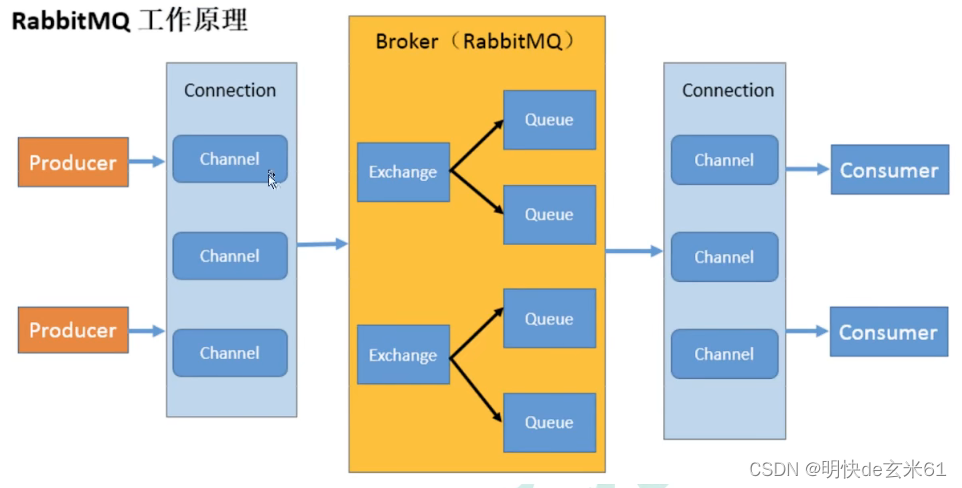 RabbitMQ 工作原理
Broker（RabbitMQ）
Connection
Connection
Producer
Channel
Exchange
Queue
Queue
Channel
Consumer
Channel
Channel
Producer
Channel
Exchange
Queue
Queue
Channel
Consumer
CSDN @明快de玄米61